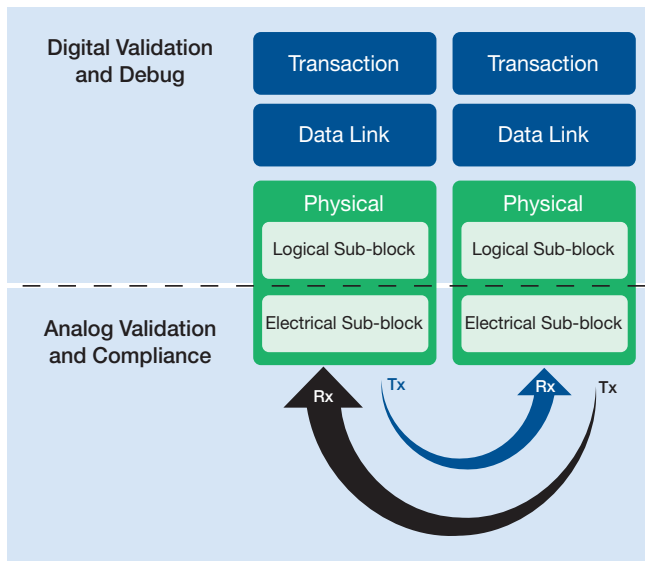 Digital Validation
and Debug
Transaction
Transaction
Data Link
Data Link
Physical
Physical
Logical Sub-block
Logical Sub-block
Analog Validation
and Compliance
Electrical Sub-block
Electrical Sub-block
Rx
Tx
Rx
Tx